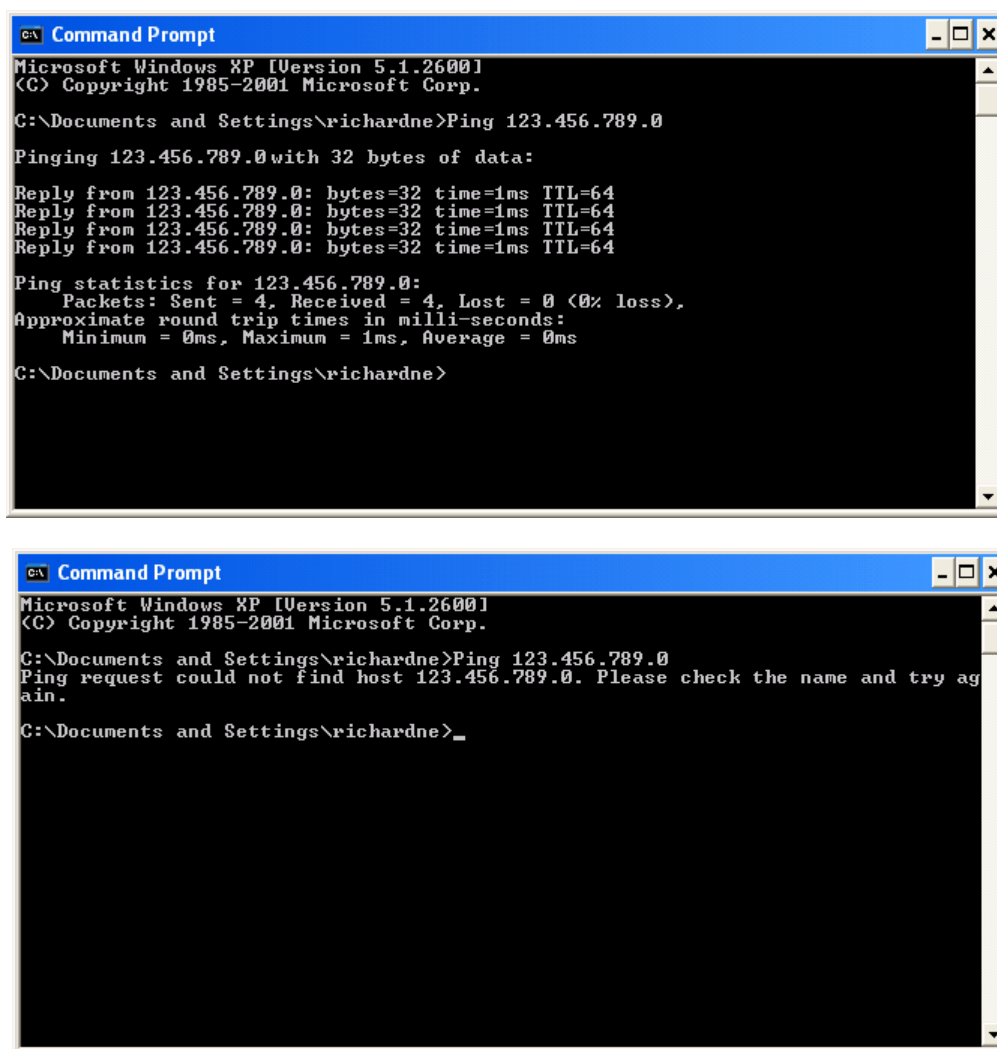 Command Prompt
Microsoft Windows XP [Version 5.1.2600]
(C) Copyright 1985-2001 Microsoft Corp.
C:\Documents and Settings\richardne>Ping 123.456.789.0
Pinging 123.456.789.0 with 32 bytes of data:
Reply from 123.456.789.0: bytes=32 time=1ms TTL=64
Reply from 123.456.789.0: bytes=32 time=1ms TTL=64
Reply from 123.456.789.0: bytes=32 time=1ms TTL=64
Reply from 123.456.789.0: bytes=32 time=1ms TTL=64
Ping statistics for 123.456.789.0:
Packets: Sent = 4, Received = 4, Lost = 0 (0% loss),
Approximate round trip times in milli-seconds:
Minimum = 0ms, Maximum = 1ms, Average = 0ms
C:\Documents and Settings\richardne>
Command Prompt
Microsoft Windows XP [Version 5.1.2600]
(C) Copyright 1985-2001 Microsoft Corp.
C:\Documents and Settings\richardne>Ping 123.456.789.0
Ping request could not find host 123.456.789.0. Please check the name and try ag
ain.
C:\Documents and Settings\richardne>_